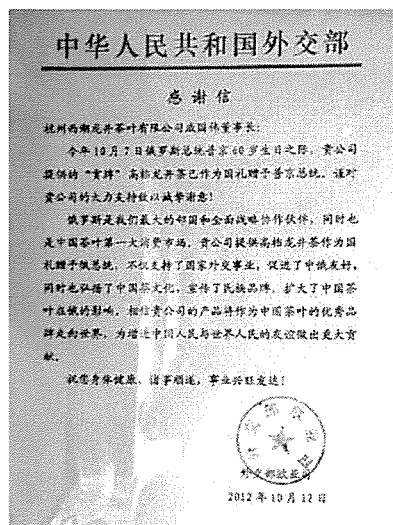 中华人民共和国外交部
感谢信
杭州西湖龙井茶叶有限公司戚国伟董事长:
今年10月7日俄罗斯总统普京60岁生日之际,贵公司
提供的“贡牌”高档龙井茶已作为国礼赠予普京总统。谨对
贵公司的大力支持致以诚挚谢意!
俄罗斯是我们最大的邻国和全面战略协作伙伴,同时也
是中国茶叶第一大消费市场。贵公司提供高档龙井茶作为国
礼赠予俄总统,不仅支持了国家外交事业,促进了中俄友好,
同时也弘扬了中国茶文化,宣传了民族品牌,扩大了中国茶
叶在俄的影响。相信贵公司的产品将作为中国茶叶的优秀品
牌走向世界,为增进中国人民与世界人民的友谊做出更大贡
献。
祝您身体健康,诸事顺遂,事业兴旺发达!
外交部欧亚司
2012年10月12日